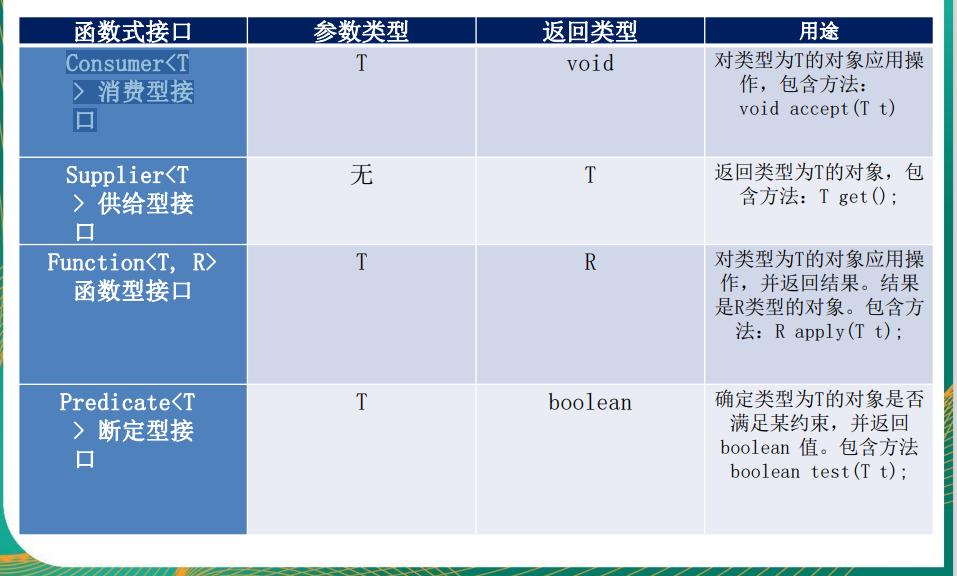 函数式接口 参数类型 返回类型 用途
Consumer<T
> 消费型接
口
T
void
对类型为T的对象应用操
作，包含方法：
void accept(T t)
Supplier<T
> 供给型接
口
无
T
返回类型为T的对象，包
含方法：T get();
Function<T, R>
函数型接口
T
R
对类型为T的对象应用操
作，并返回结果。结果
是R类型的对象。包含方
法：R apply(T t);
Predicate<T
> 断定型接
口
T
boolean
确定类型为T的对象是否
满足某约束，并返回
boolean 值。包含方法
boolean test(T t);